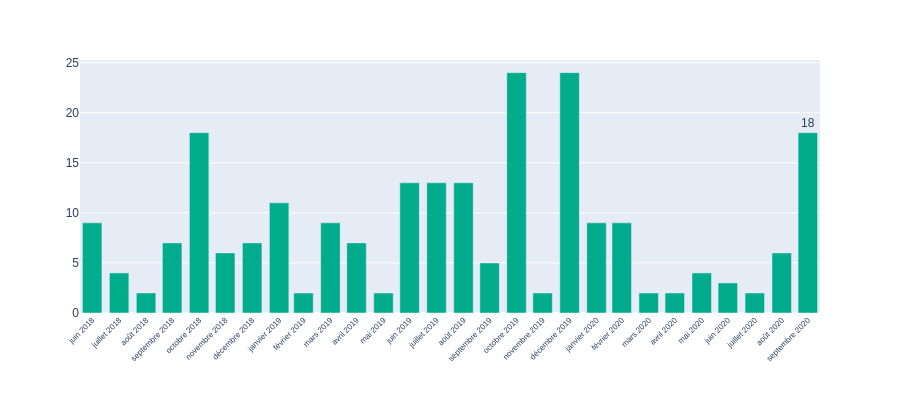 25
20
15
10
5
0
18
juin 2018
juillet 2018
août 2018
septembre 2018
octobre 2018
novembre 2018
décembre 2018
janvier 2019
février 2019
mars 2019
avril 2019
mai 2019
juin 2019
juillet 2019
août 2019
septembre 2019
octobre 2019
novembre 2019
décembre 2019
janvier 2020
février 2020
mars 2020
avril 2020
mai 2020
juin 2020
juillet 2020
août 2020
septembre 2020